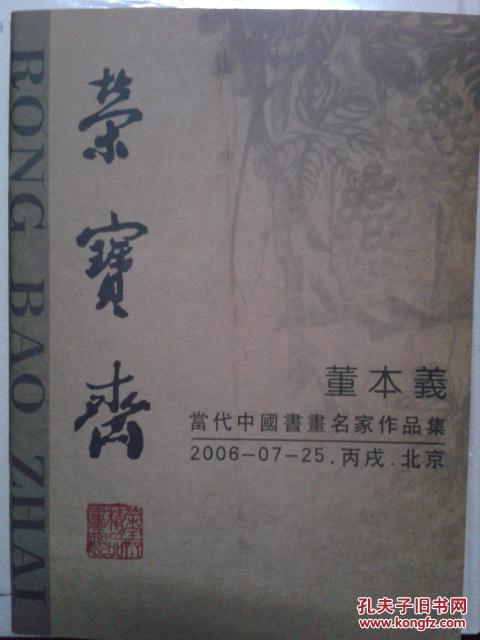 RONG BAO ZHAI
榮寶齋
董本義
當代中國書畫名家作品集
2006-07-25.丙戌.北京
孔夫子旧书网
www.kongfz.com